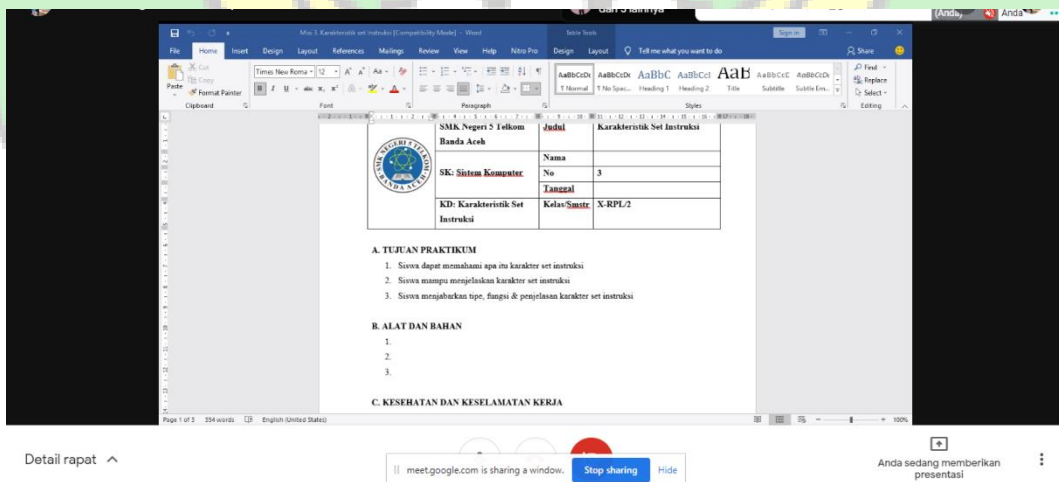 dan 3 lainnya
(Anda)
Anda
Misi 3. Karakteristik set Instruksi [Compatibility Mode] - Word
Table Tools
Sign in
File Home Insert Design Layout References Mailings Review View Help Nitro Pro Design Layout Tell me what you want to do
Share
Paste
Cut
Copy
Format Painter
Clipboard
Times New Roma 12
Font
Paragraph
AaBbCcDc AaBbCcDc AaBbC AaBbCcI AaB AaBbCcE AaBbCcDc
1 Normal 1 No Spac... Heading 1 Heading 2 Title Subtitle Subtle Em...
Styles
Find
Replace
Select
Editing
SMK NEGERI 5 TELKOM
BANDA ACEH
SMK Negeri 5 Telkom
Banda Aceh
Judul
Karakteristik Set Instruksi
SK: Sistem Komputer
Nama
No
3
Tanggal
KD: Karakteristik Set
Instruksi
Kelas/Smstr
X-RPL/2
A. TUJUAN PRAKTIKUM
1. Siswa dapat memahami apa itu karakter set instruksi
2. Siswa mampu menjelaskan karakter set instruksi
3. Siswa menjabarkan tipe, fungsi & penjelasan karakter set instruksi
B. ALAT DAN BAHAN
1.
2.
3.
C. KESEHATAN DAN KESELAMATAN KERJA
Page 1 of 5 554 words English (United States)
100%
Detail rapat
meet.google.com is sharing a window.
Stop sharing
Hide
Anda sedang memberikan
presentasi